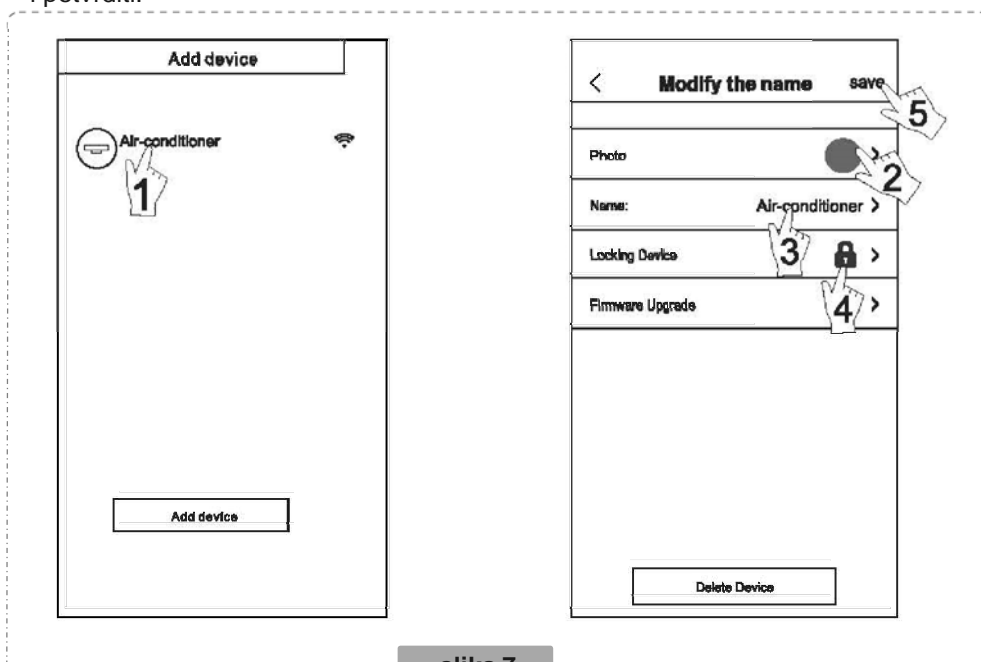 i potvrditi.
Add device
Air-conditioner
1
Add device
< Modify the name save
5
Photo >
2
Name: Air-conditioner >
3
Locking Device >
4
Firmware Upgrade >
Delete Device
slika 7